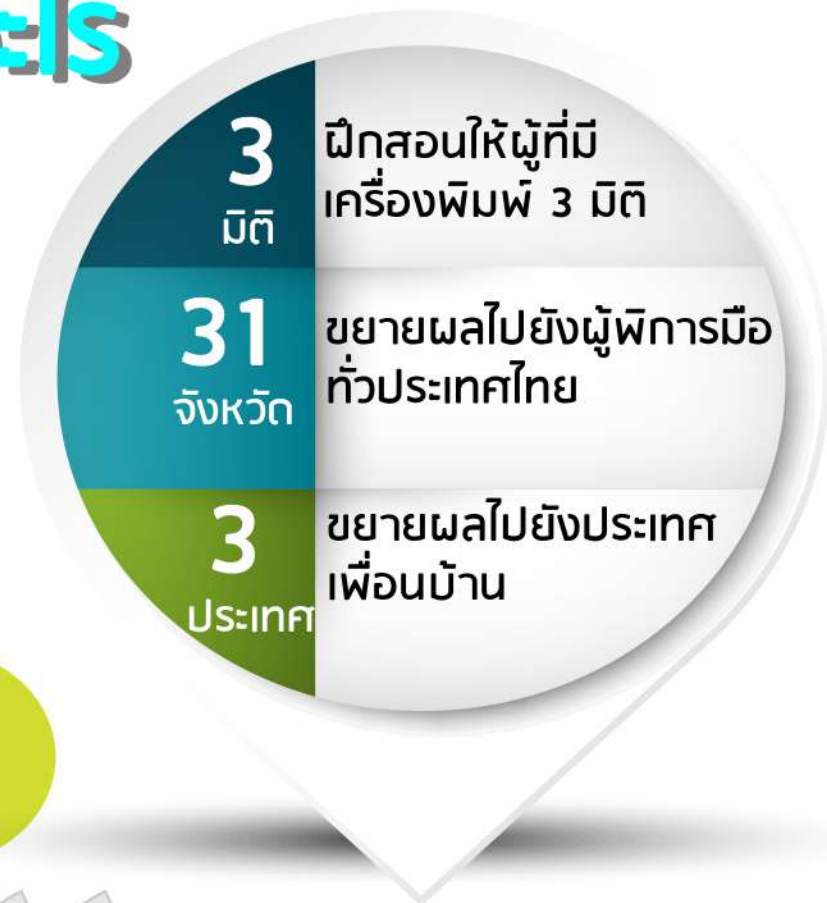 3
มิติ
ฝึกสอนให้ผู้ที่มี
เครื่องพิมพ์ 3 มิติ
31
จังหวัด
ขยายผลไปยังผู้พิการมือ
ทั่วประเทศไทย
3
ประเทศ
ขยายผลไปยังประเทศ
เพื่อนบ้าน